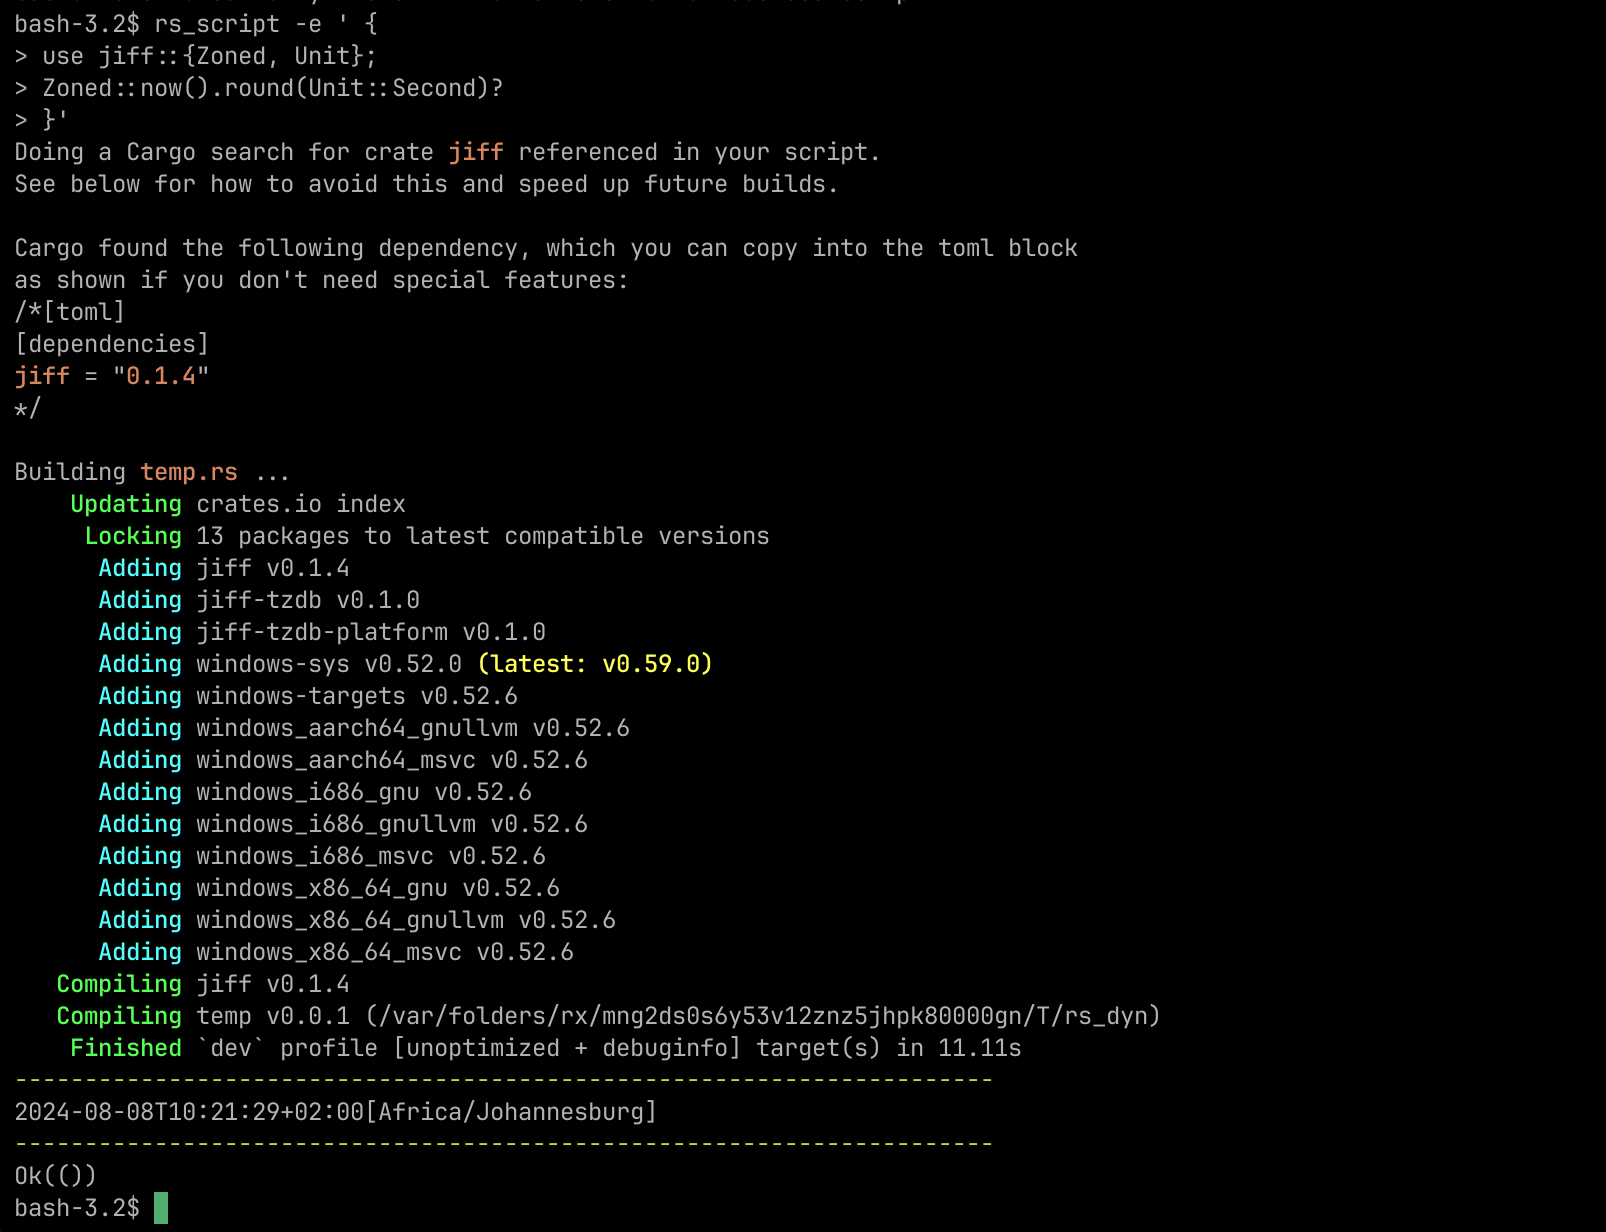 bash-3.2$ rs_script -e ' {
> use jiff::{Zoned, Unit};
> Zoned::now().round(Unit::Second)?
> }'
Doing a Cargo search for crate jiff referenced in your script.
See below for how to avoid this and speed up future builds.
Cargo found the following dependency, which you can copy into the toml block
as shown if you don't need special features:
/*[toml]
[dependencies]
jiff = "0.1.4"
*/
Building temp.rs ...
Updating crates.io index
Locking 13 packages to latest compatible versions
Adding jiff v0.1.4
Adding jiff-tzdb v0.1.0
Adding jiff-tzdb-platform v0.1.0
Adding windows-sys v0.52.0 (latest: v0.59.0)
Adding windows-targets v0.52.6
Adding windows_aarch64_gnullvm v0.52.6
Adding windows_aarch64_msvc v0.52.6
Adding windows_i686_gnu v0.52.6
Adding windows_i686_gnullvm v0.52.6
Adding windows_i686_msvc v0.52.6
Adding windows_x86_64_gnu v0.52.6
Adding windows_x86_64_gnullvm v0.52.6
Adding windows_x86_64_msvc v0.52.6
Compiling jiff v0.1.4
Compiling temp v0.0.1 (/var/folders/rx/mng2ds0s6y53v12znz5jhpk80000gn/T/rs_dyn)
Finished `dev` profile [unoptimized + debuginfo] target(s) in 11.11s
----------------------------------------------------------------------
2024-08-08T10:21:29+02:00[Africa/Johannesburg]
----------------------------------------------------------------------
Ok(())
bash-3.2$